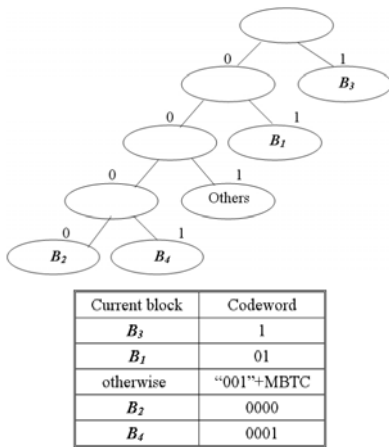 0 1
B3
0 1
B1
0 1
Others
0 1
B2 B4
Current block Codeword
B3 1
B1 01
otherwise “001”+MBTC
B2 0000
B4 0001